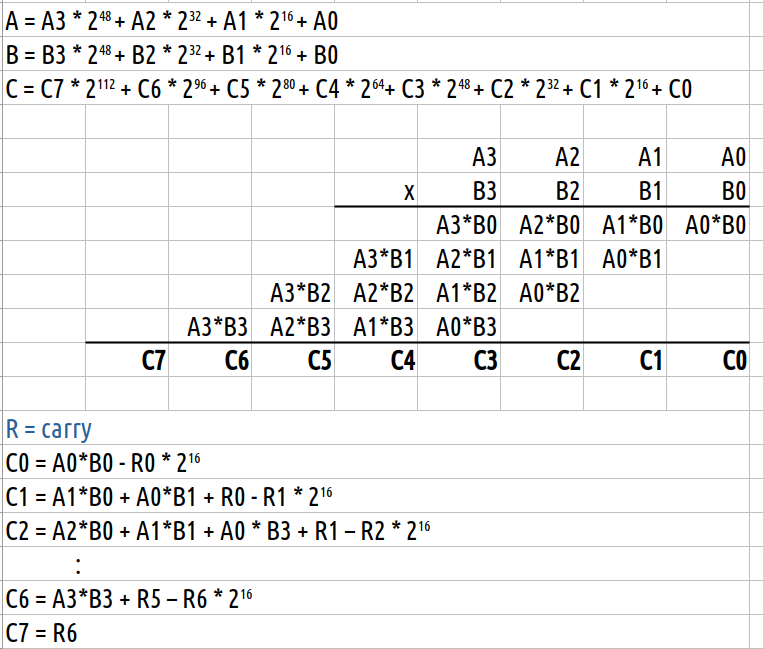 A = A3 * 2⁴⁸ + A2 * 2³² + A1 * 2¹⁶ + A0
B = B3 * 2⁴⁸ + B2 * 2³² + B1 * 2¹⁶ + B0
C = C7 * 2¹¹² + C6 * 2⁹⁶ + C5 * 2⁸⁰ + C4 * 2⁶⁴+ C3 * 2⁴⁸ + C2 * 2³² + C1 * 2¹⁶ + C0
A3 A2 A1 A0
x B3 B2 B1 B0
A3*B0 A2*B0 A1*B0 A0*B0
A3*B1 A2*B1 A1*B1 A0*B1
A3*B2 A2*B2 A1*B2 A0*B2
A3*B3 A2*B3 A1*B3 A0*B3
C7 C6 C5 C4 C3 C2 C1 C0
R = carry
C0 = A0*B0 - R0 * 2¹⁶
C1 = A1*B0 + A0*B1 + R0 - R1 * 2¹⁶
C2 = A2*B0 + A1*B1 + A0 * B3 + R1 – R2 * 2¹⁶
:
C6 = A3*B3 + R5 – R6 * 2¹⁶
C7 = R6